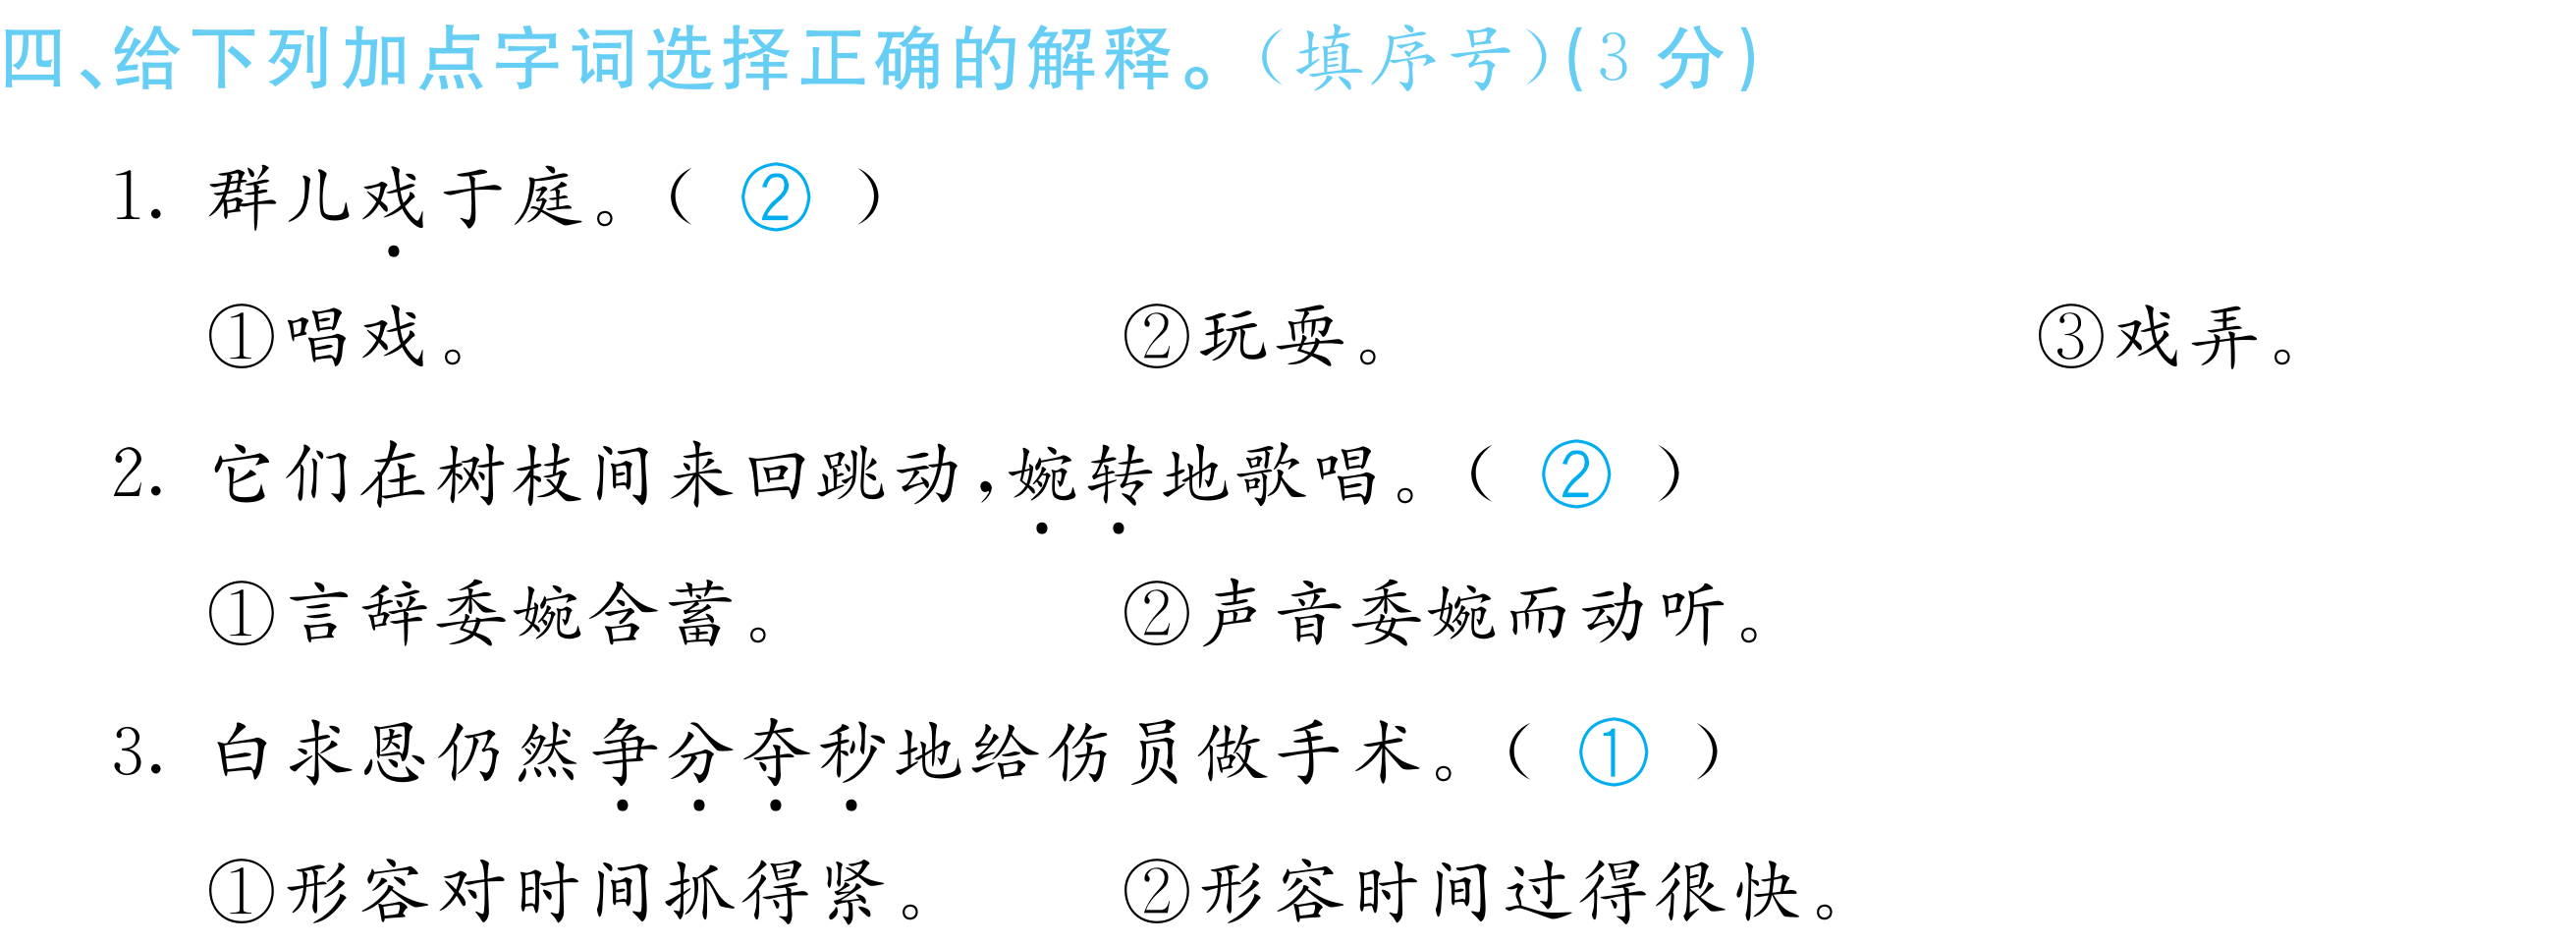 四、给下列加点字词选择正确的解释。（填序号）(3 分)
1. 群儿戏于庭。（ ② ）
①唱戏。 ②玩耍。 ③戏弄。
2. 它们在树枝间来回跳动,婉转地歌唱。（ ② ）
①言辞委婉含蓄。 ②声音委婉而动听。
3. 白求恩仍然争分夺秒地给伤员做手术。（ ① ）
①形容对时间抓得紧。 ②形容时间过得很快。